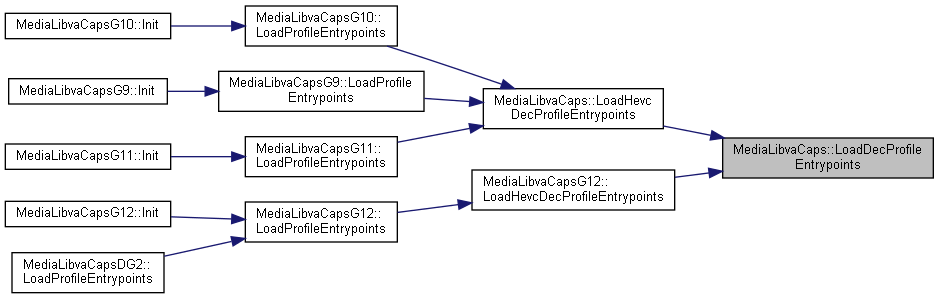 MediaLibvaCapsG10::Init
MediaLibvaCapsG10::
LoadProfileEntrypoints
MediaLibvaCapsG9::Init
MediaLibvaCapsG9::LoadProfile
Entrypoints
MediaLibvaCaps::LoadHevc
DecProfileEntrypoints
MediaLibvaCapsG11::Init
MediaLibvaCapsG11::
LoadProfileEntrypoints
MediaLibvaCaps::LoadDecProfile
Entrypoints
MediaLibvaCapsG12::
LoadHevcDecProfileEntrypoints
MediaLibvaCapsG12::Init
MediaLibvaCapsG12::
LoadProfileEntrypoints
MediaLibvaCapsDG2::
LoadProfileEntrypoints